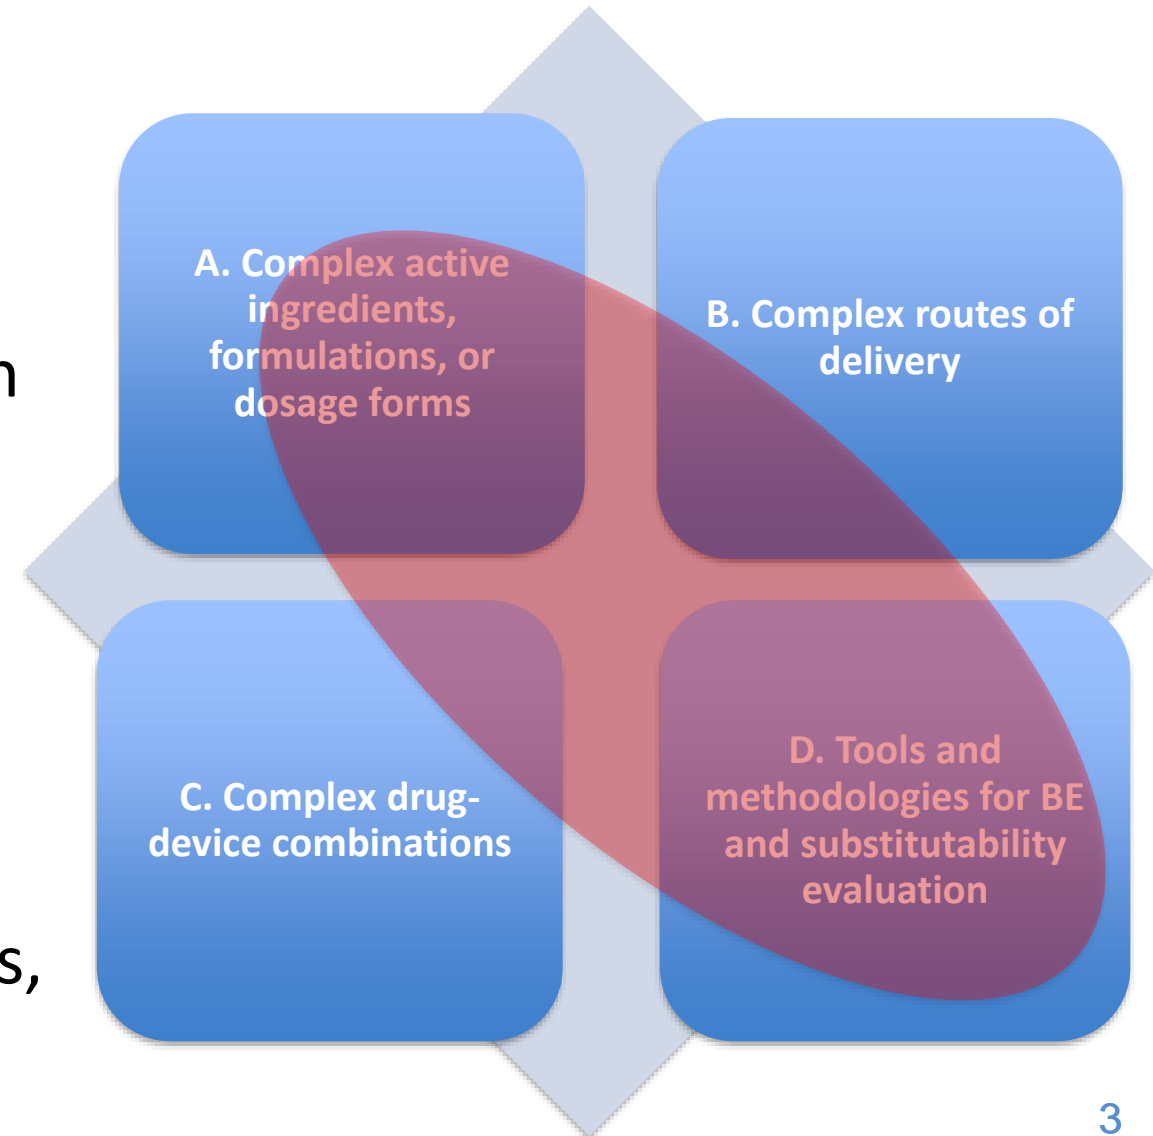 A. Complex active
ingredients,
formulations, or
dosage forms
B. Complex routes of
delivery
C. Complex drug-
device combinations
D. Tools and
methodologies for BE
and substitutability
evaluation
s,
3